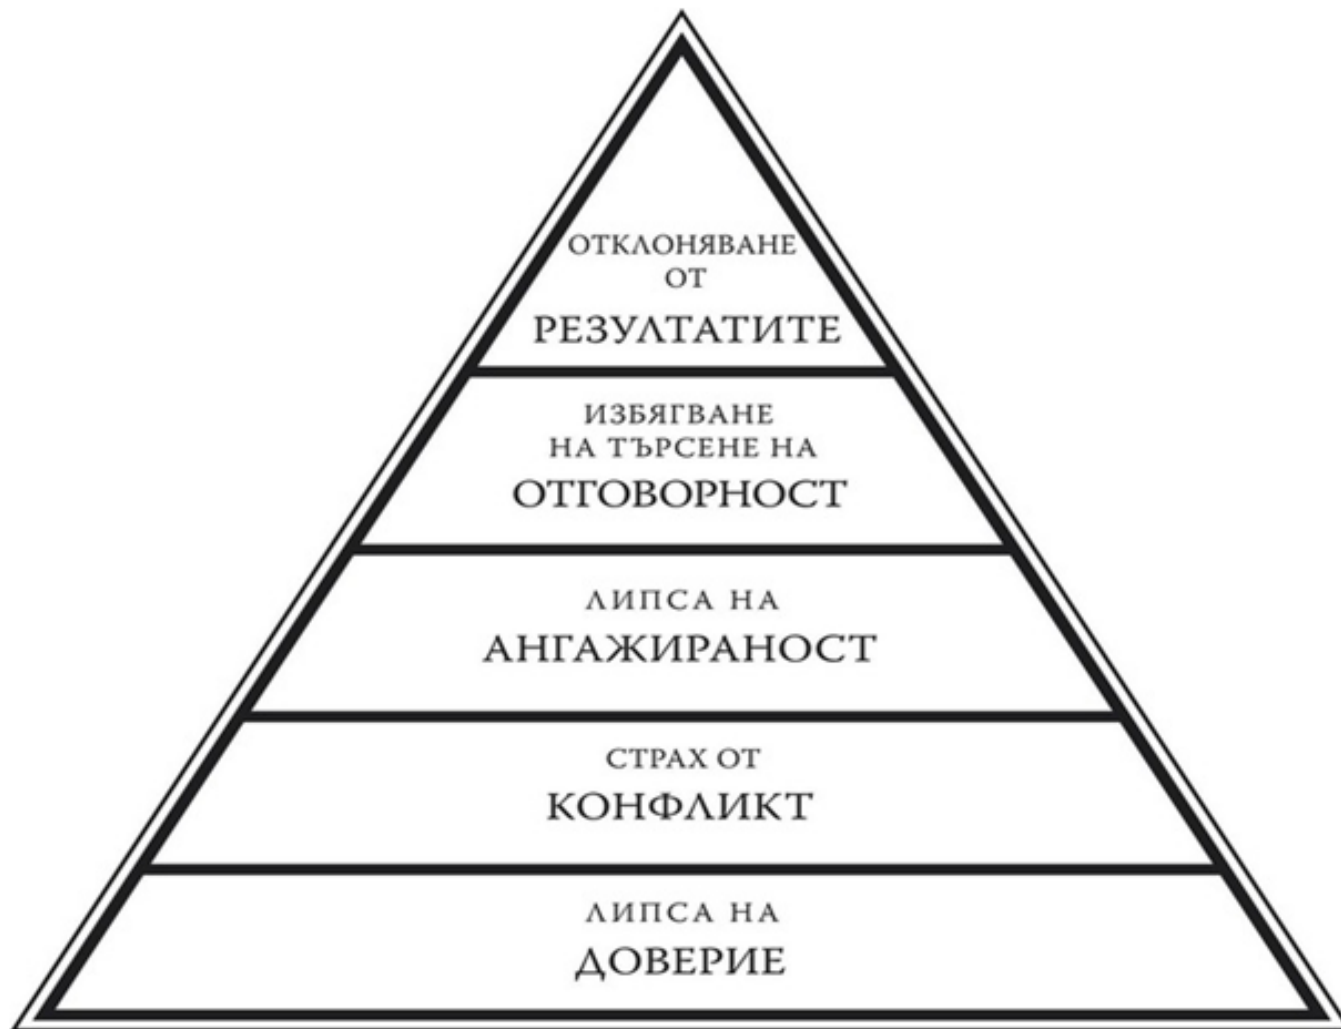 ОТКЛОНЯВАНЕ
ОТ
РЕЗУЛТАТИТЕ
ИЗБЯГВАНЕ
НА ТЪРСЕНЕ НА
ОТГОВОРНОСТ
ЛИПСА НА
АНГАЖИРАНОСТ
СТРАХ ОТ
КОНФЛИКТ
ЛИПСА НА
ДОВЕРИЕ